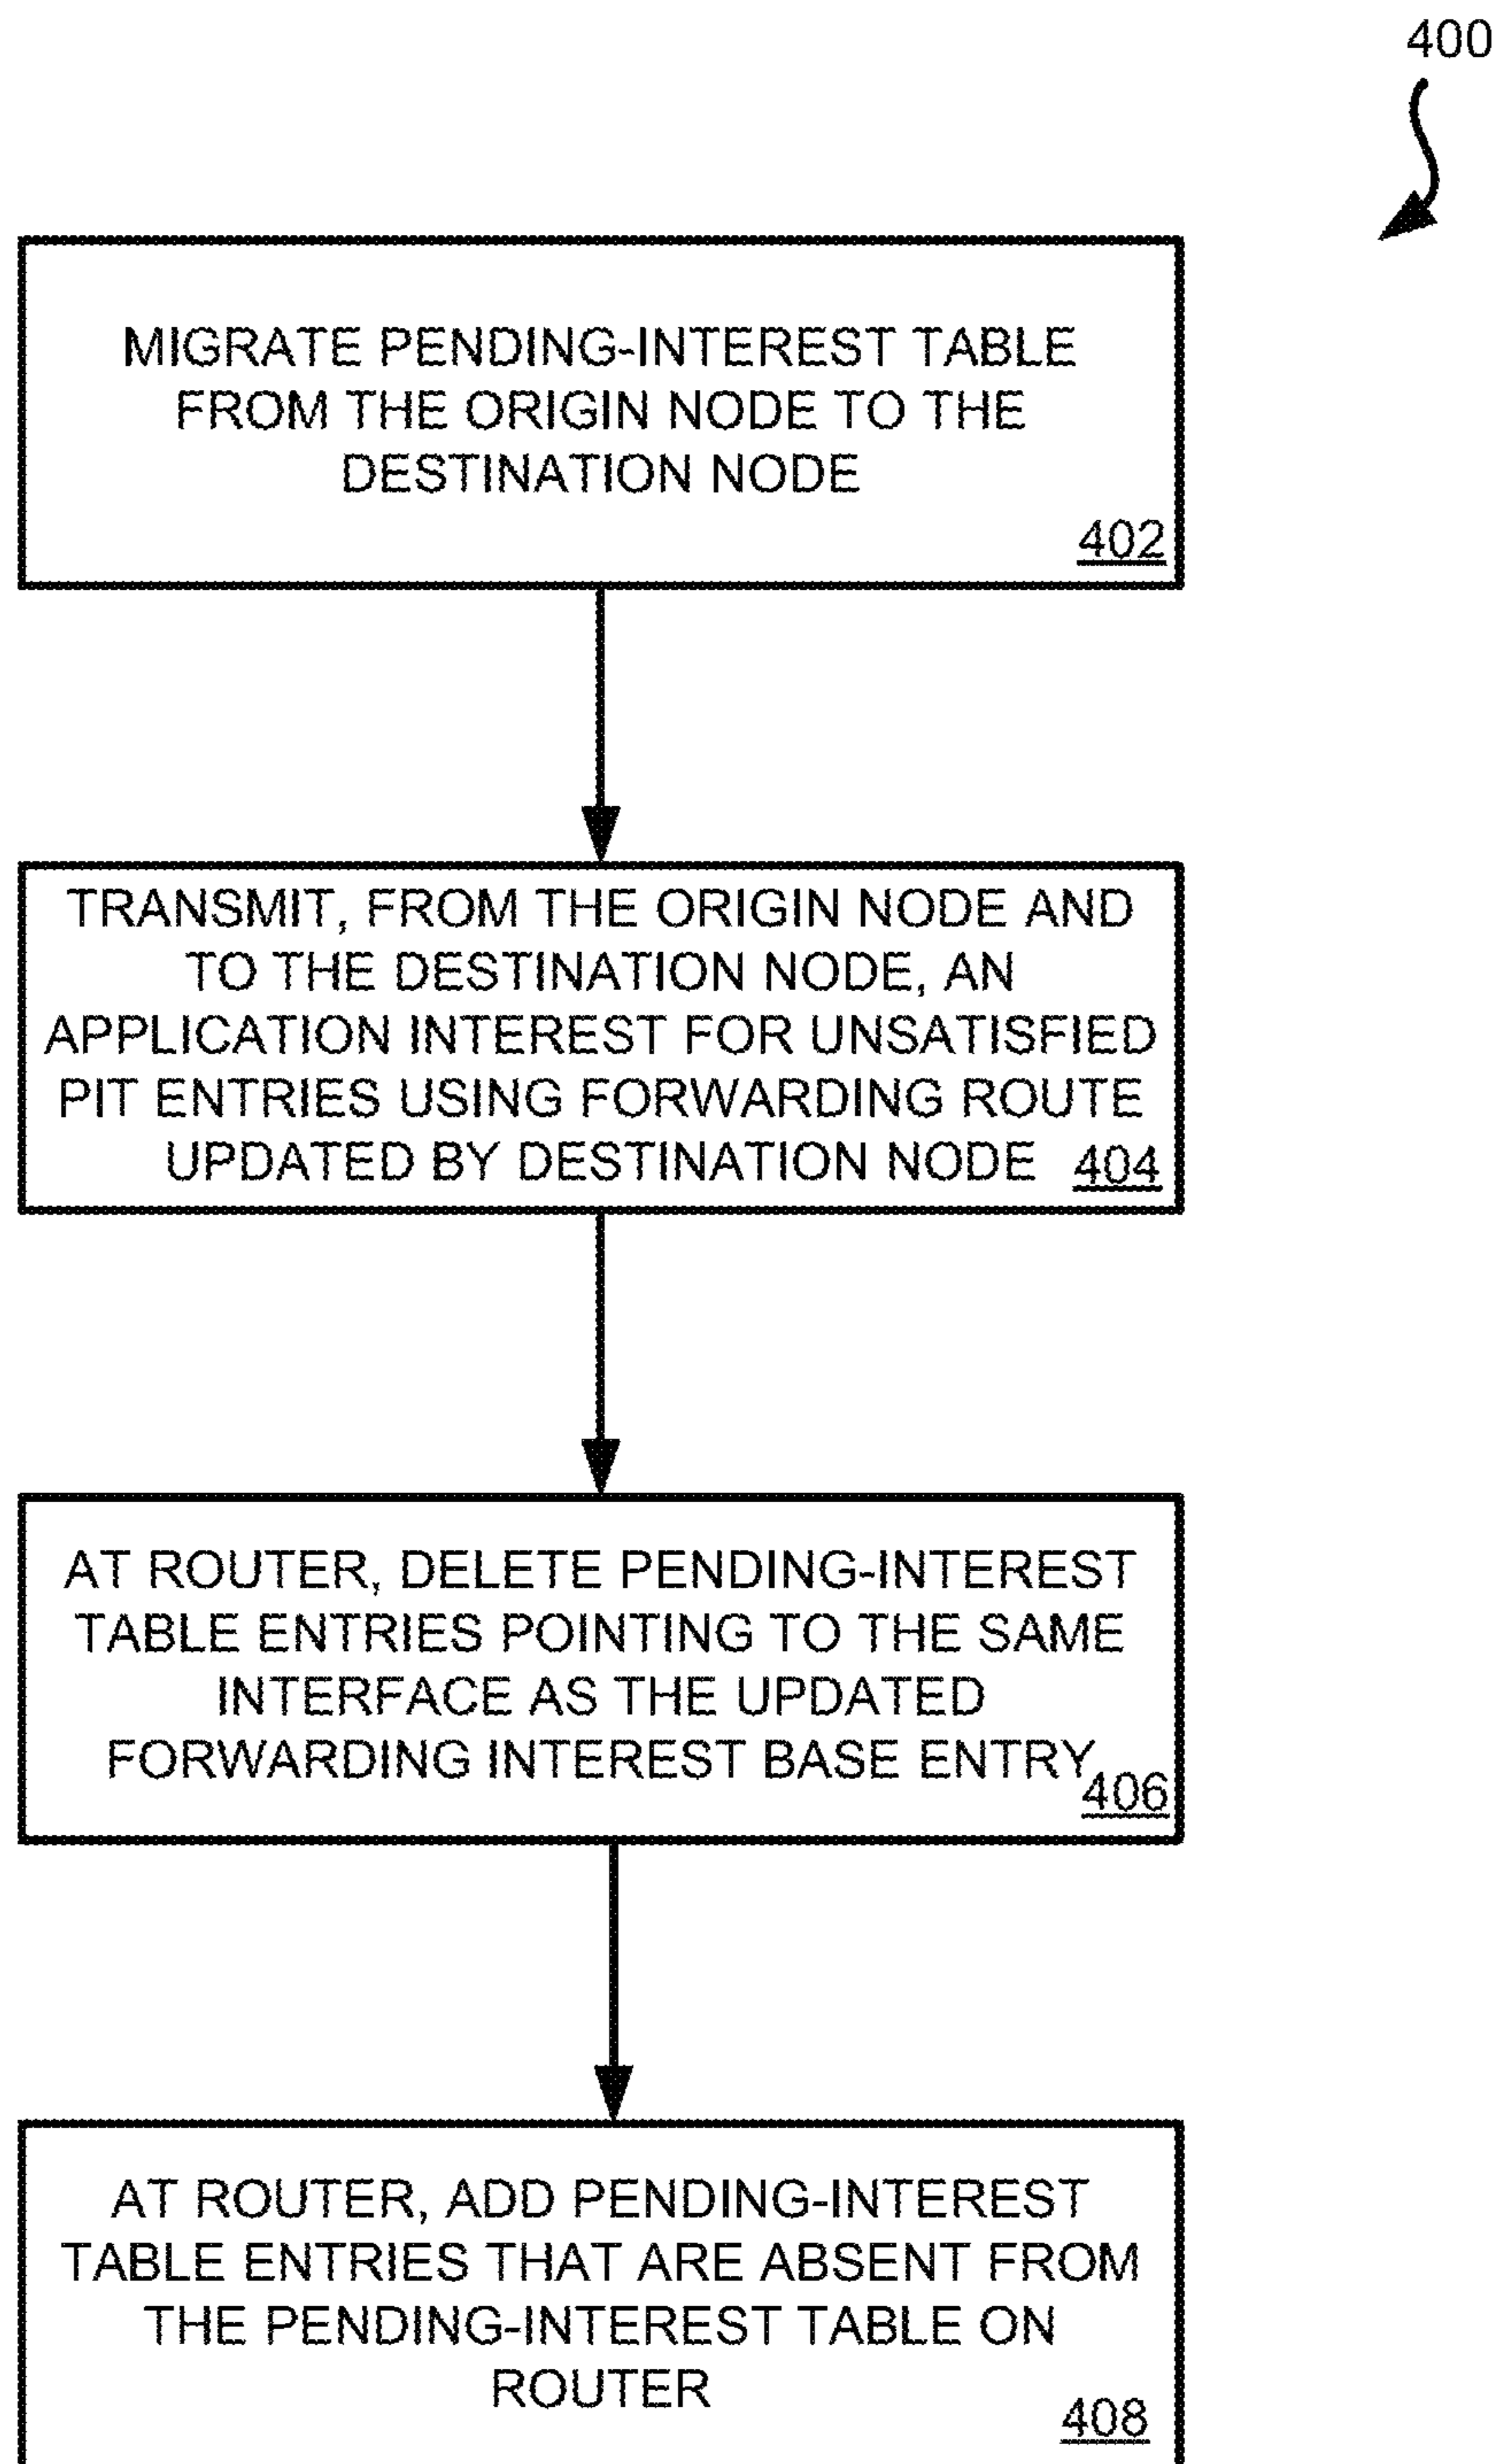 400
MIGRATE PENDING-INTEREST TABLE
FROM THE ORIGIN NODE TO THE
DESTINATION NODE
402
TRANSMIT, FROM THE ORIGIN NODE AND
TO THE DESTINATION NODE, AN
APPLICATION INTEREST FOR UNSATISFIED
PIT ENTRIES USING FORWARDING ROUTE
UPDATED BY DESTINATION NODE 404
AT ROUTER, DELETE PENDING-INTEREST
TABLE ENTRIES POINTING TO THE SAME
INTERFACE AS THE UPDATED
FORWARDING INTEREST BASE ENTRY
406
AT ROUTER, ADD PENDING-INTEREST
TABLE ENTRIES THAT ARE ABSENT FROM
THE PENDING-INTEREST TABLE ON
ROUTER
408